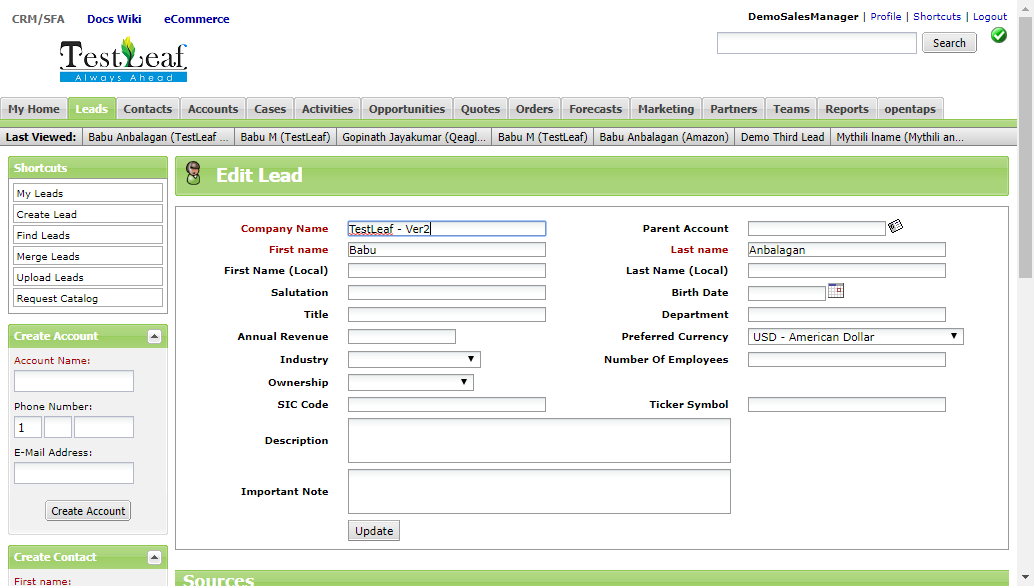 CRM/SFA Docs Wiki eCommerce
DemoSalesManager | Profile | Shortcuts | Logout
TestLeaf
Always Ahead
Search
My Home Leads Contacts Accounts Cases Activities Opportunities Quotes Orders Forecasts Marketing Partners Teams Reports opentaps
Last Viewed: Babu Anbalagan (TestLeaf ... Babu M (TestLeaf) Gopinath Jayakumar (Qeagl... Babu M (TestLeaf) Babu Anbalagan (Amazon) Demo Third Lead Mythili lname (Mythili an...
Shortcuts
My Leads
Create Lead
Find Leads
Merge Leads
Upload Leads
Request Catalog
Create Account
Account Name:
Phone Number:
1
E-Mail Address:
Create Account
Create Contact
First name:
Edit Lead
Company Name TestLeaf - Ver2 Parent Account
First name Babu Last name Anbalagan
First Name (Local) Last Name (Local)
Salutation Birth Date
Title Department
Annual Revenue Preferred Currency USD - American Dollar
Industry Number Of Employees
Ownership
SIC Code Ticker Symbol
Description
Important Note
Update
Sources